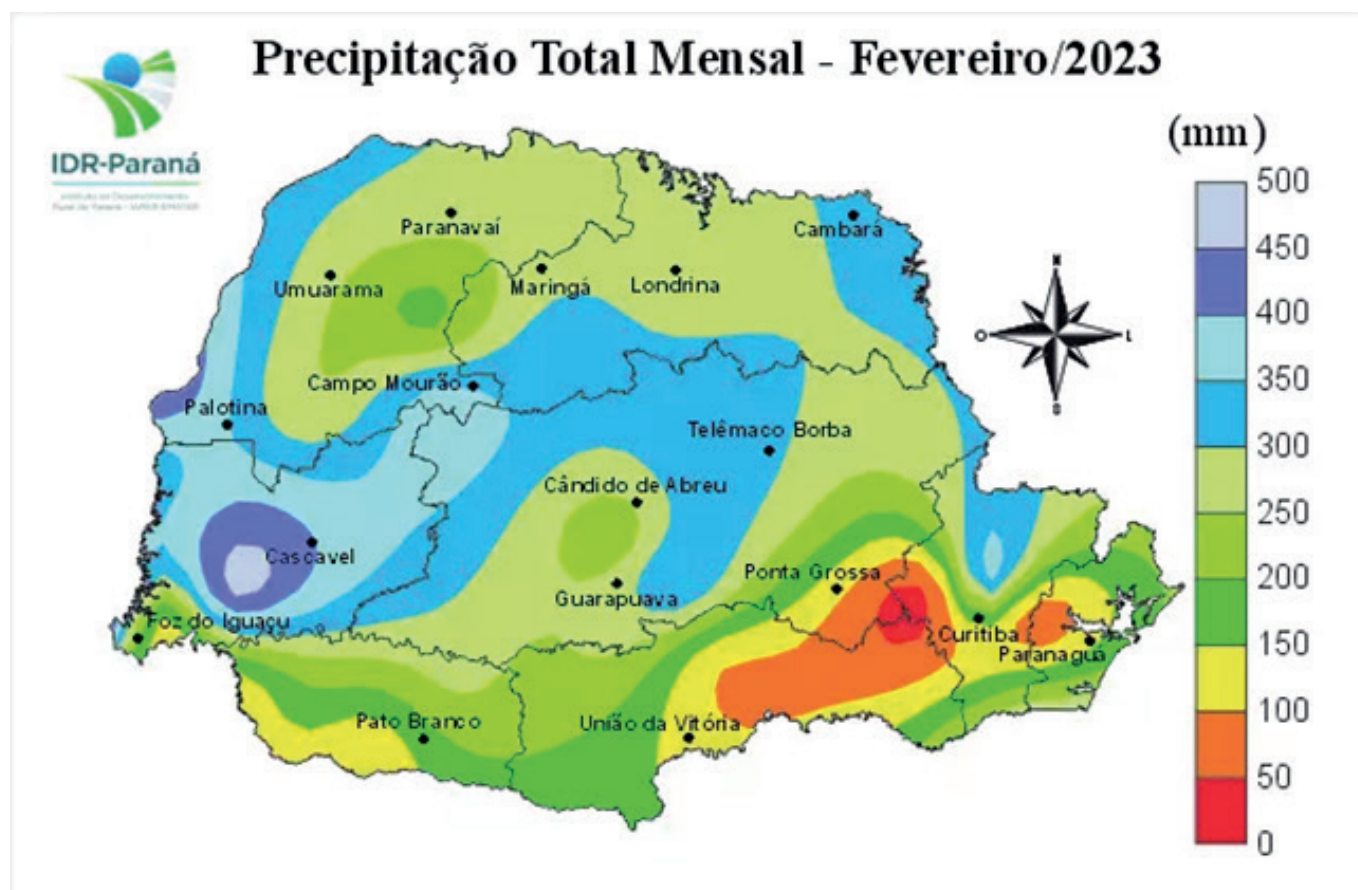 Precipitação Total Mensal - Fevereiro/2023
IDR-Paraná
(mm)
500
450
400
350
300
250
200
150
100
50
0
N
O
L
S
Paranavaí
Cambará
Umuarama
Maringá
Londrina
Campo Mourão
Palotina
Telêmaco Borba
Cândido de Abreu
Cascavel
Ponta Grossa
Guarapuava
Foz do Iguaçu
Curitiba
Paranagua
Pato Branco
União da Vitória